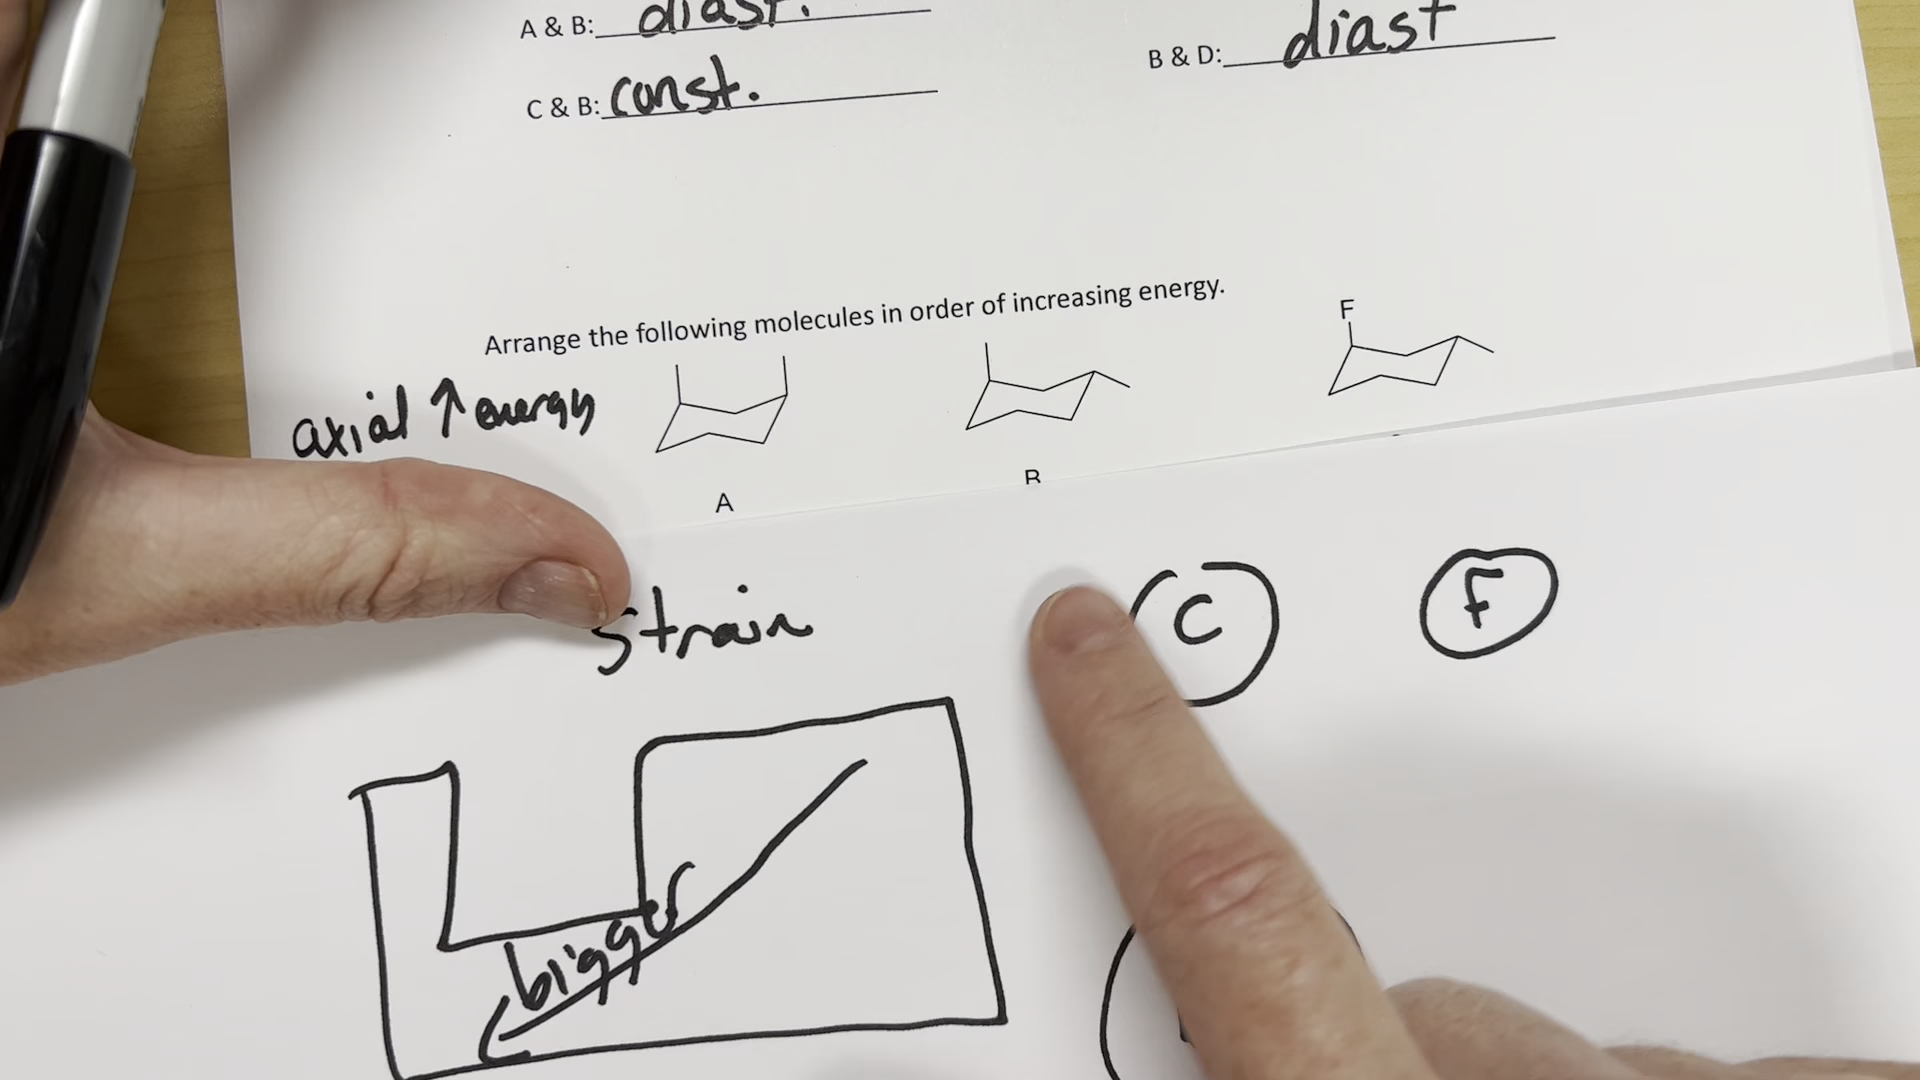 A & B: diast.
B & D: diast
C & B: const.
Arrange the following molecules in order of increasing energy.
F
axial ↑ energy
A
B
strain
C
F
bigger